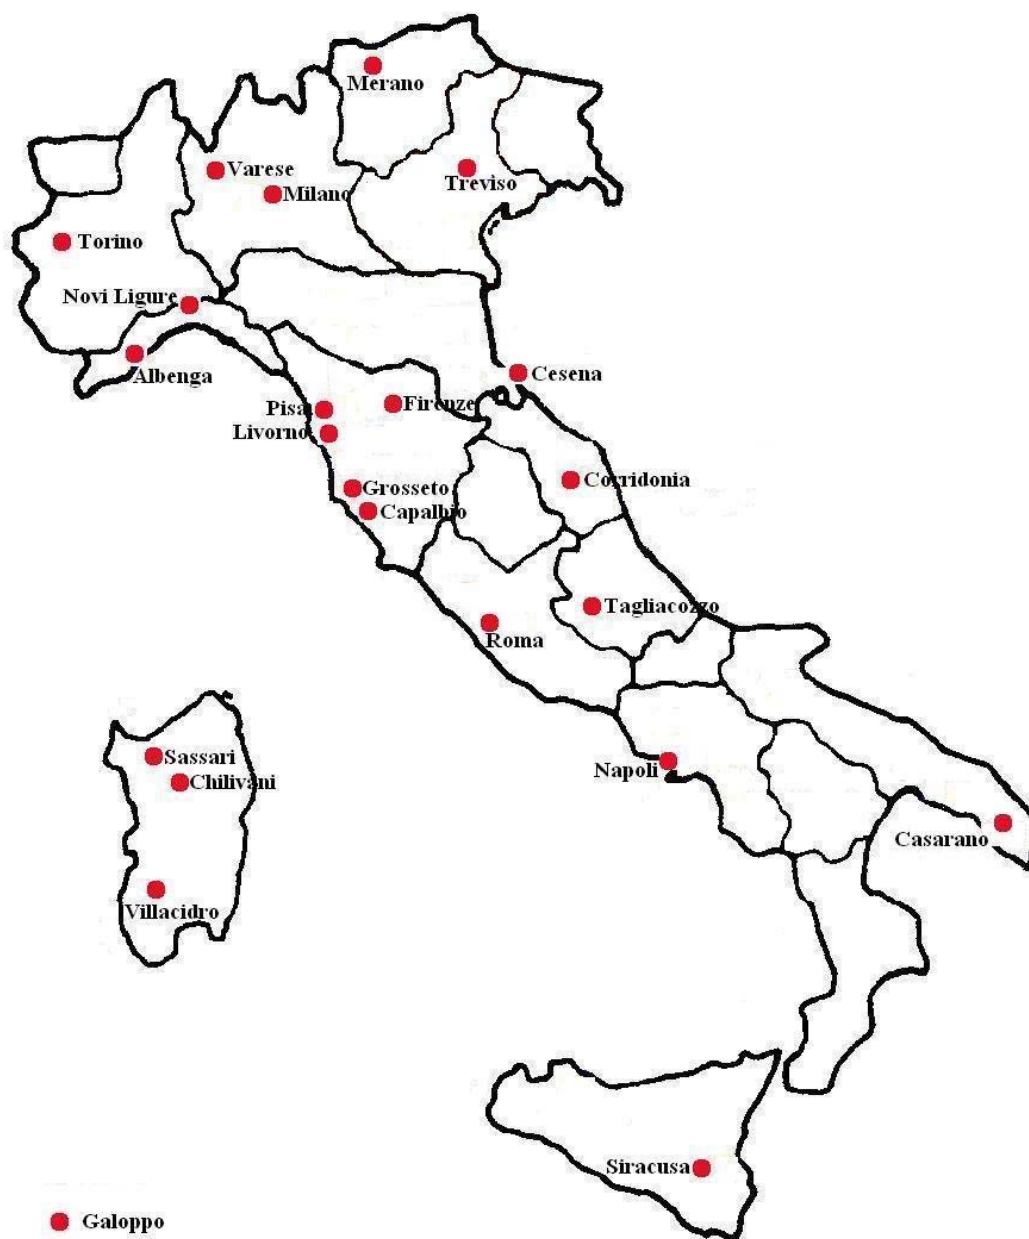 Merano
Varese
Treviso
Milano
Torino
Novi Ligure
Albenga
Cesena
Pisa
Firenze
Livorno
Grosseto
Corridonia
Capalbio
Tagliacozzo
Roma
Sassari
Napoli
Chilivani
Casarano
Villacidro
Siracusa
Galoppo